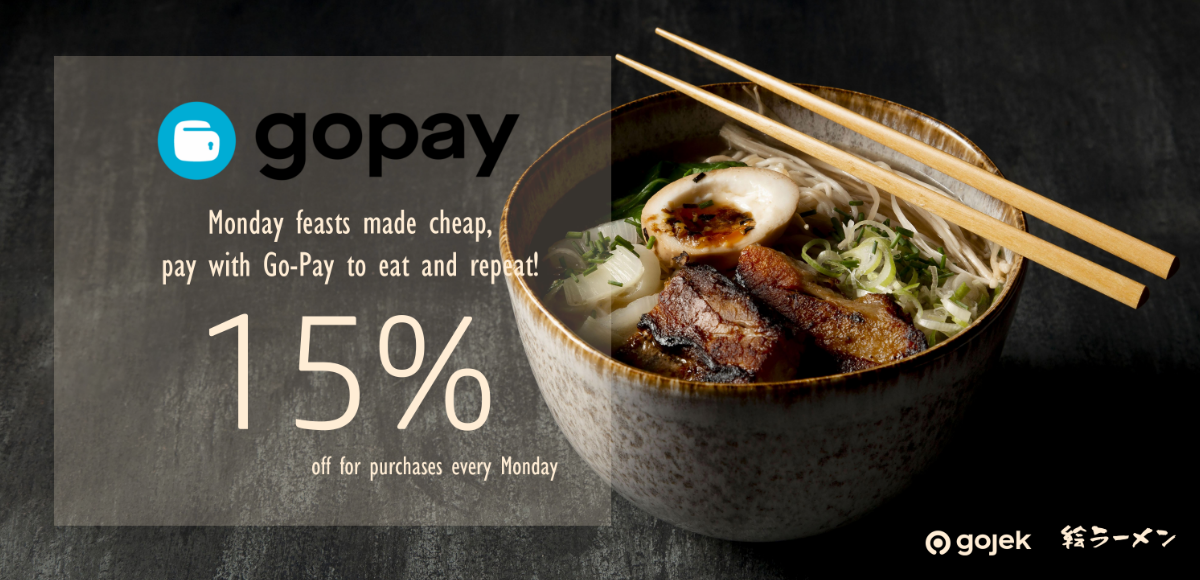 gopay
Monday feasts made cheap,
pay with Go-Pay to eat and repeat!
15%
off for purchases every Monday
gojek
絵ラーメン